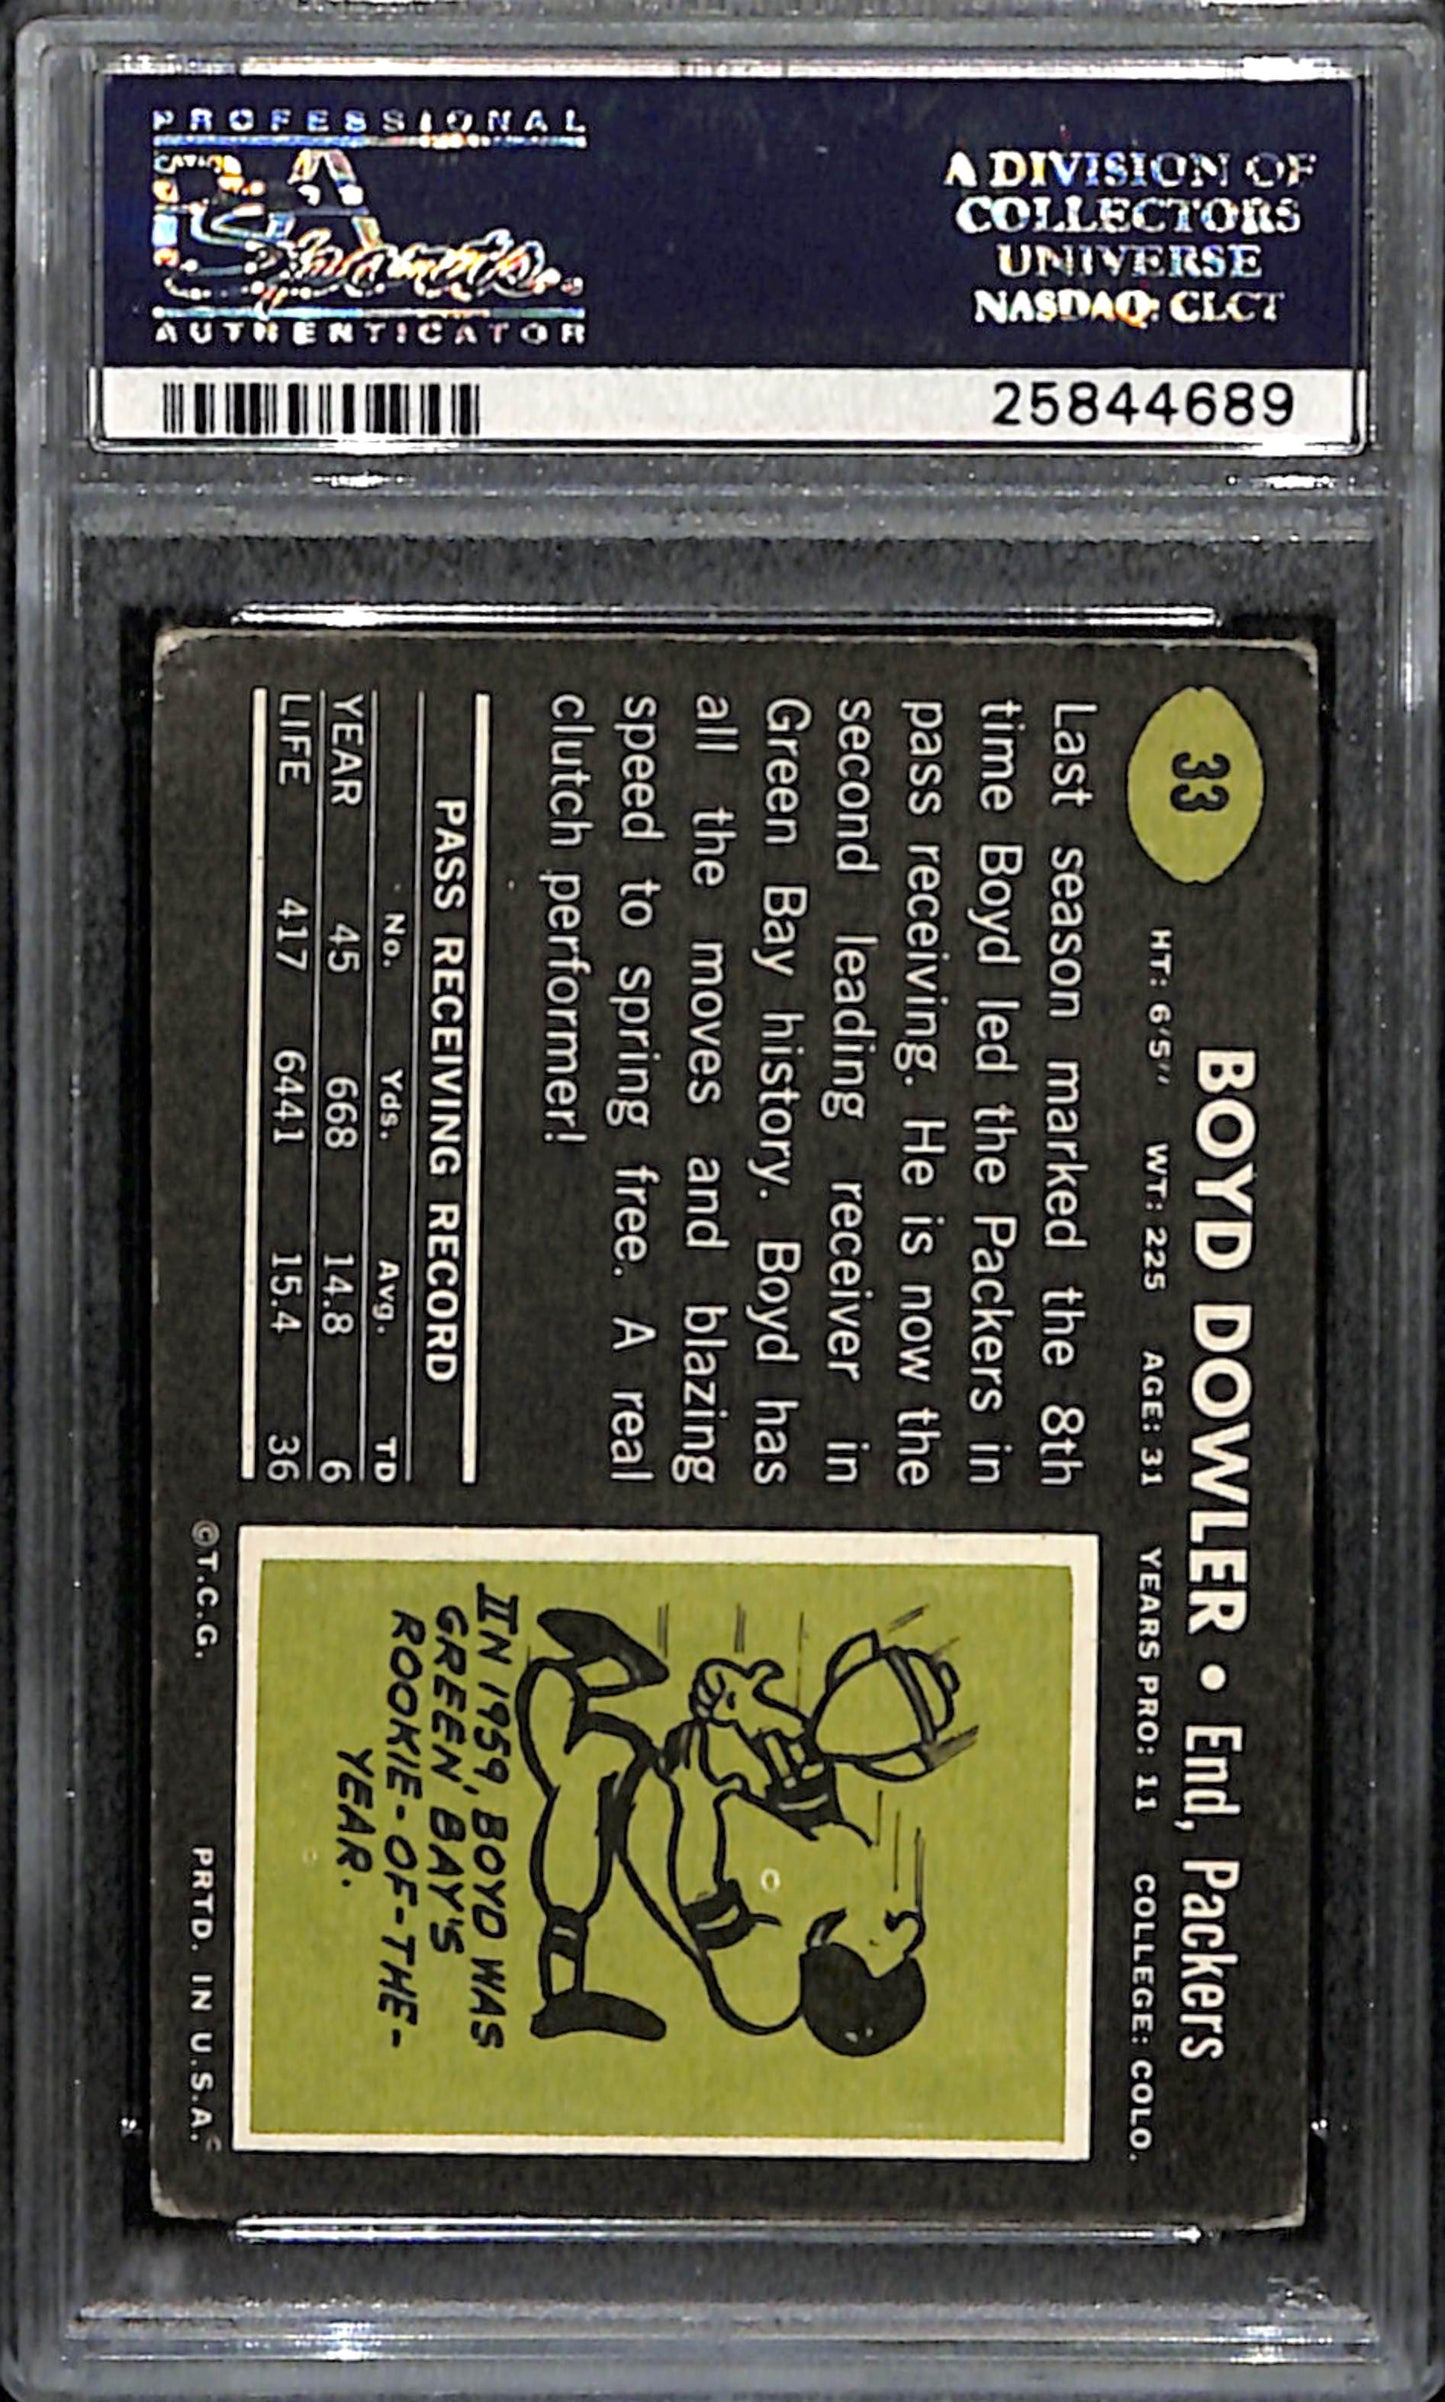 PROFESSIONAL
PSA
Sports
AUTHENTICATOR
A DIVISION OF
COLLECTORS
UNIVERSE
NASDAQ: CLCT
25844689
33
BOYD DOWLER • End, Packers
HT: 6'5" WT: 225 AGE: 31 YEARS PRO: 11 COLLEGE: COLO.
Last season marked the 8th
time Boyd led the Packers in
pass receiving. He is now the
second leading receiver in
Green Bay history. Boyd has
all the moves and blazing
speed to spring free. A real
clutch performer!
PASS RECEIVING RECORD
No. Yds. Avg. TD
YEAR 45 668 14.8 6
LIFE 417 6441 15.4 36
IN 1959, BOYD WAS
GREEN BAY'S
ROOKIE-OF-THE-
YEAR.
©T.C.G. PRTD. IN U.S.A.